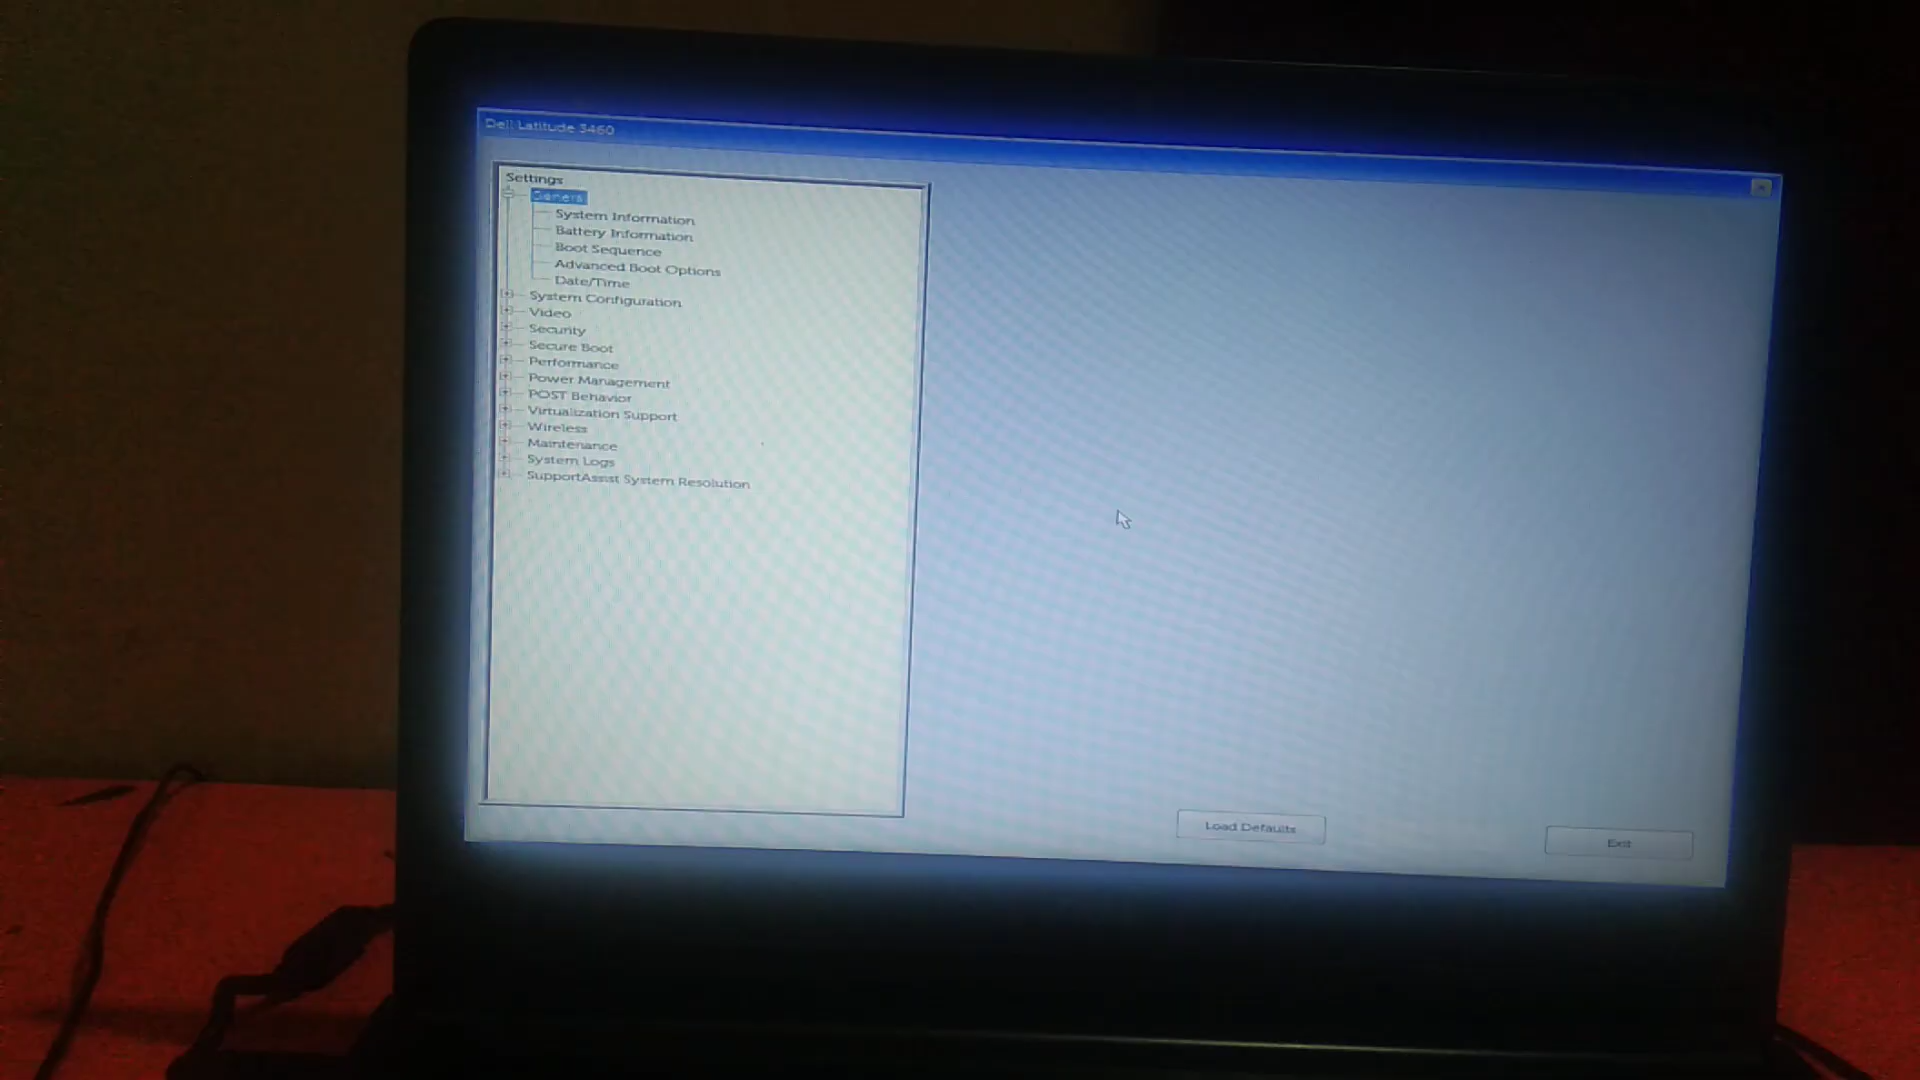 Dell Latitude 3460
Settings
General
System Information
Battery Information
Boot Sequence
Advanced Boot Options
Date/Time
System Configuration
Video
Security
Secure Boot
Performance
Power Management
POST Behavior
Virtualization Support
Wireless
Maintenance
System Logs
SupportAssist System Resolution
Load Defaults
Exit